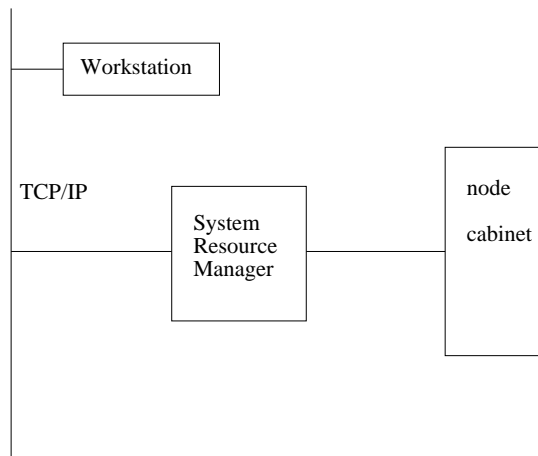 Workstation
TCP/IP
System
Resource
Manager
node
cabinet